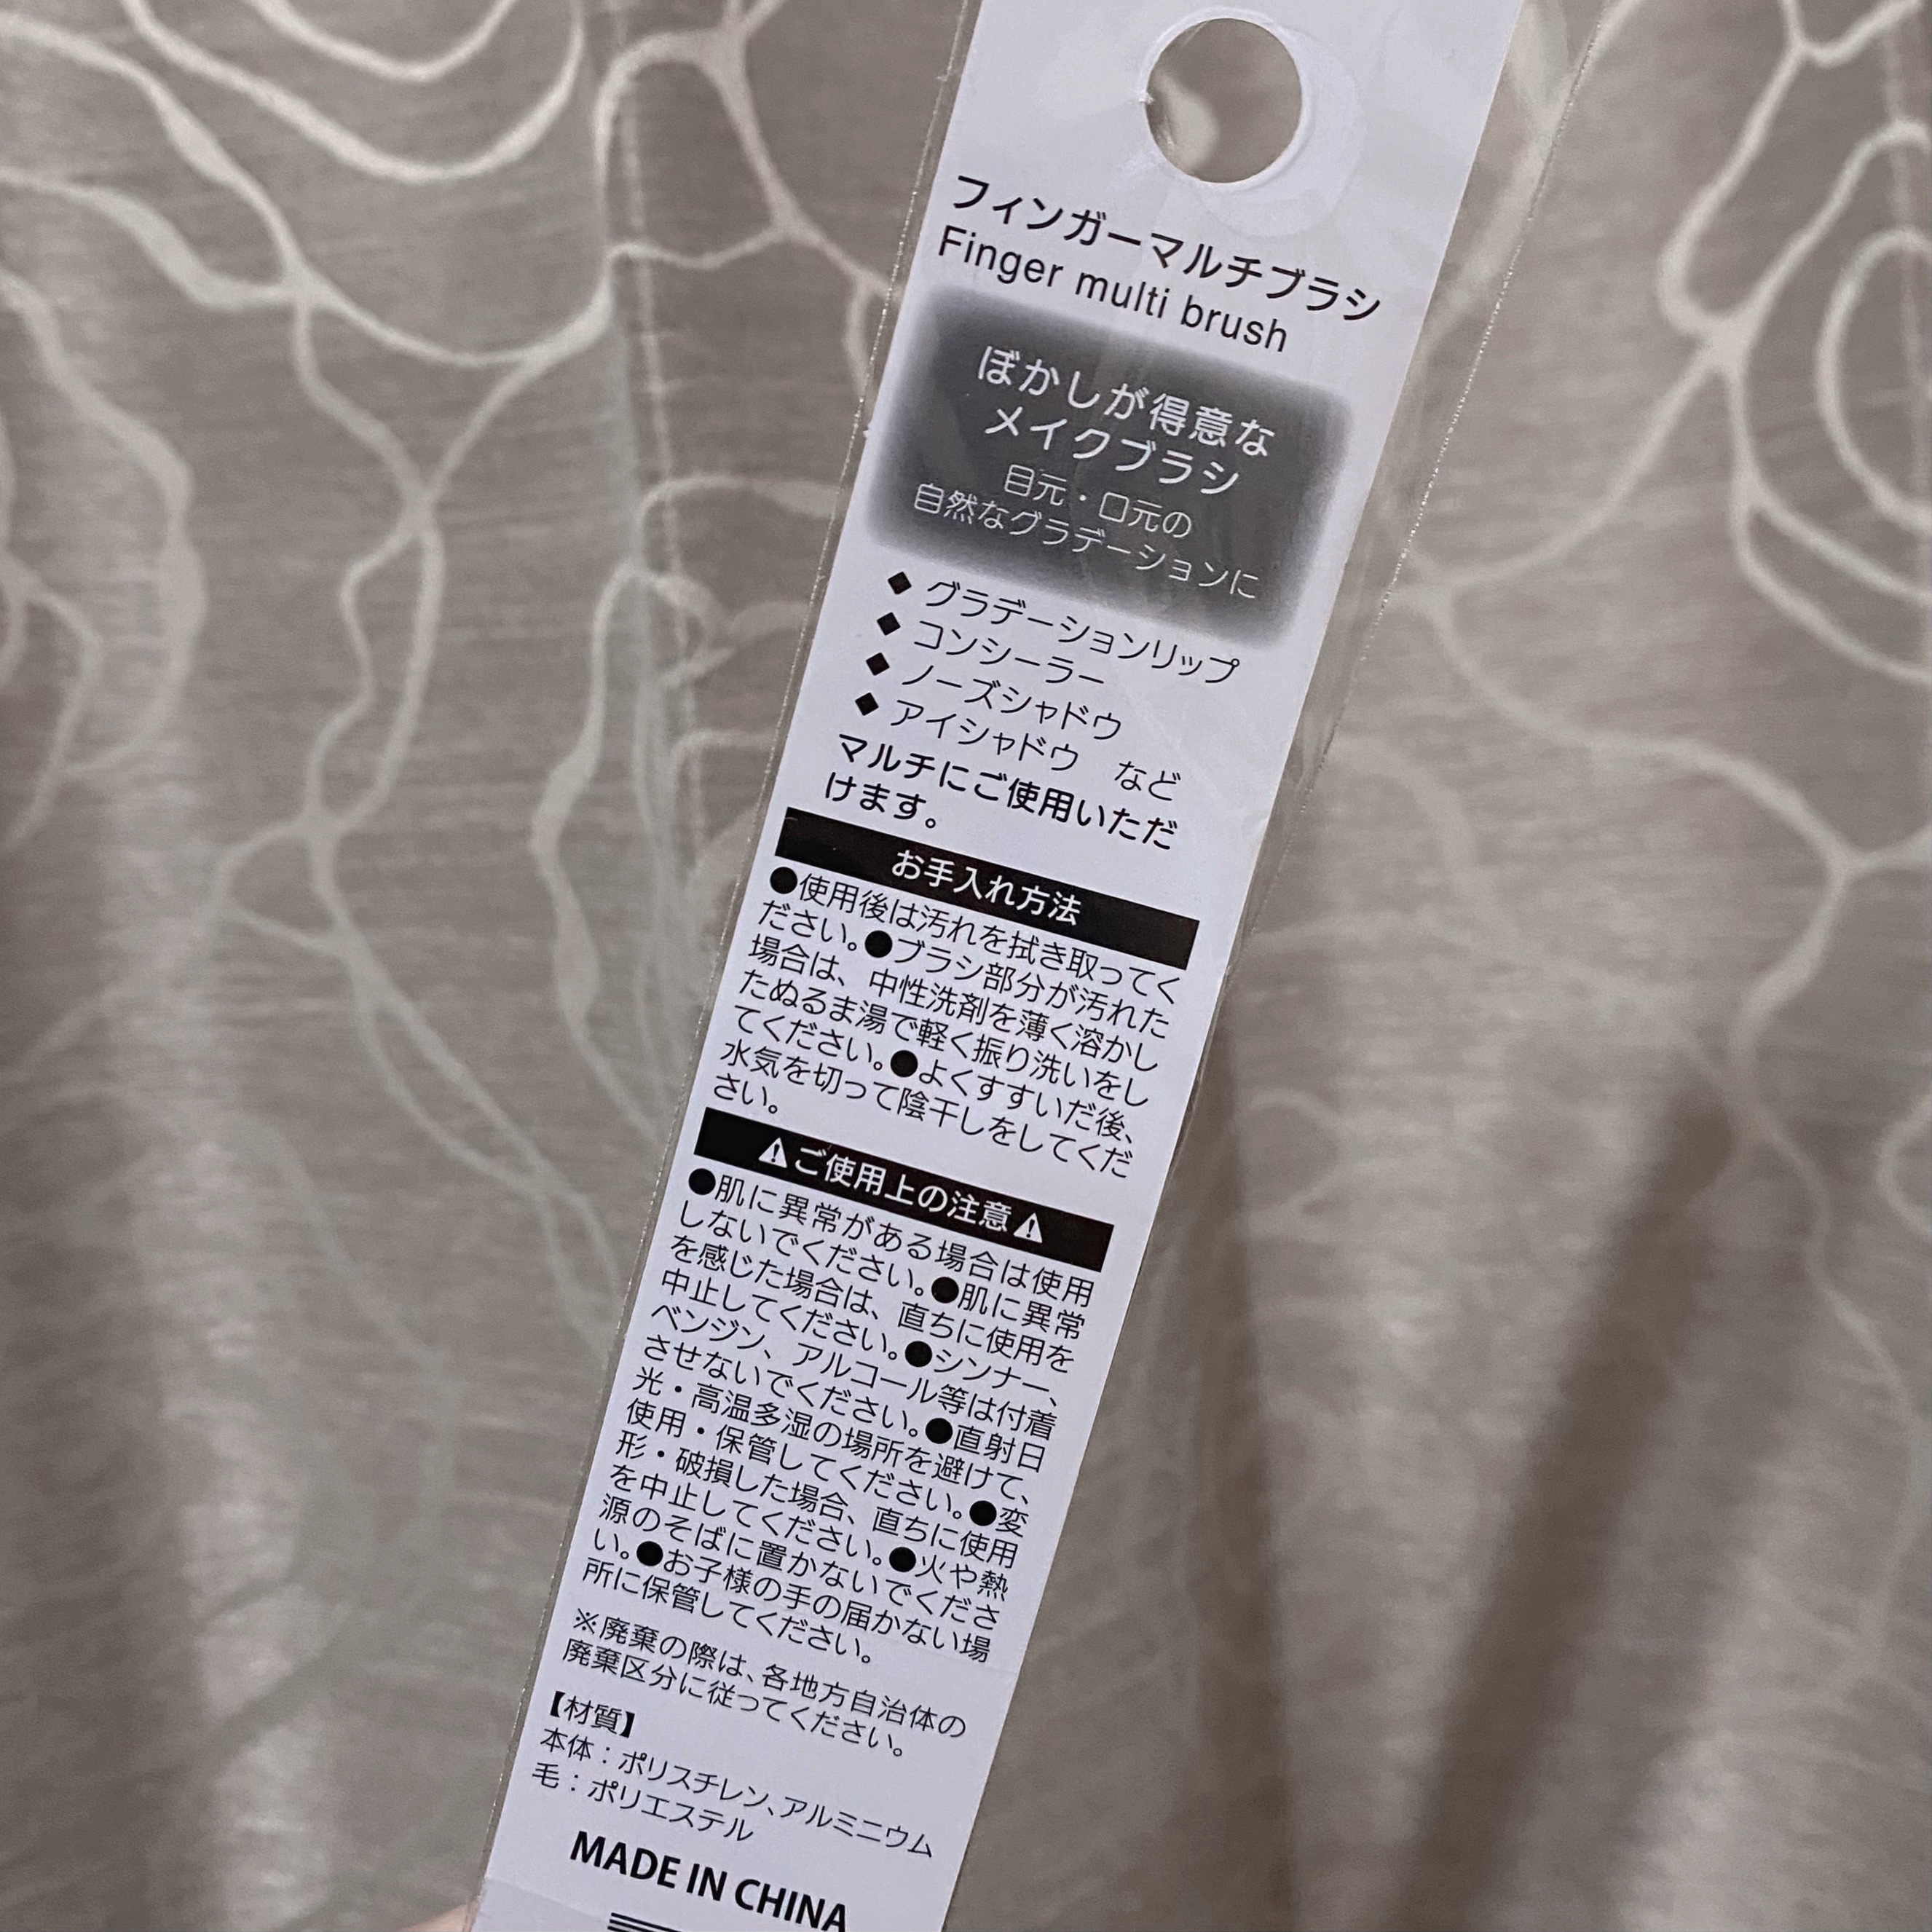 フィンガーマルチブラシ
Finger multi brush
ぼかしが得意な
メイクブラシ
目元・口元の
自然なグラデーションに
◆ グラデーションリップ
◆ コンシーラー
◆ ノーズシャドウ
◆ アイシャドウ　など
マルチにご使用いただ
けます。
お手入れ方法
●使用後は汚れを拭き取ってく
ださい。●ブラシ部分が汚れた
場合は、中性洗剤を薄く溶かし
たぬるま湯で軽く振り洗いをし
てください。●よくすすいだ後、
水気を切って陰干しをしてくだ
さい。
⚠ご使用上の注意⚠
●肌に異常がある場合は使用
しないでください。●肌に異常
を感じた場合は、直ちに使用を
中止してください。●シンナー、
ベンジン、アルコール等は付着
させないでください。●直射日
光・高温多湿の場所を避けて、
使用・保管してください。●変
形・破損した場合、直ちに使用
を中止してください。●火や熱
源のそばに置かないでくださ
い。●お子様の手の届かない場
所に保管してください。
※廃棄の際は、各地方自治体の
廃棄区分に従ってください。
【材質】
本体：ポリスチレン、アルミニウム
毛：ポリエステル
MADE IN CHINA